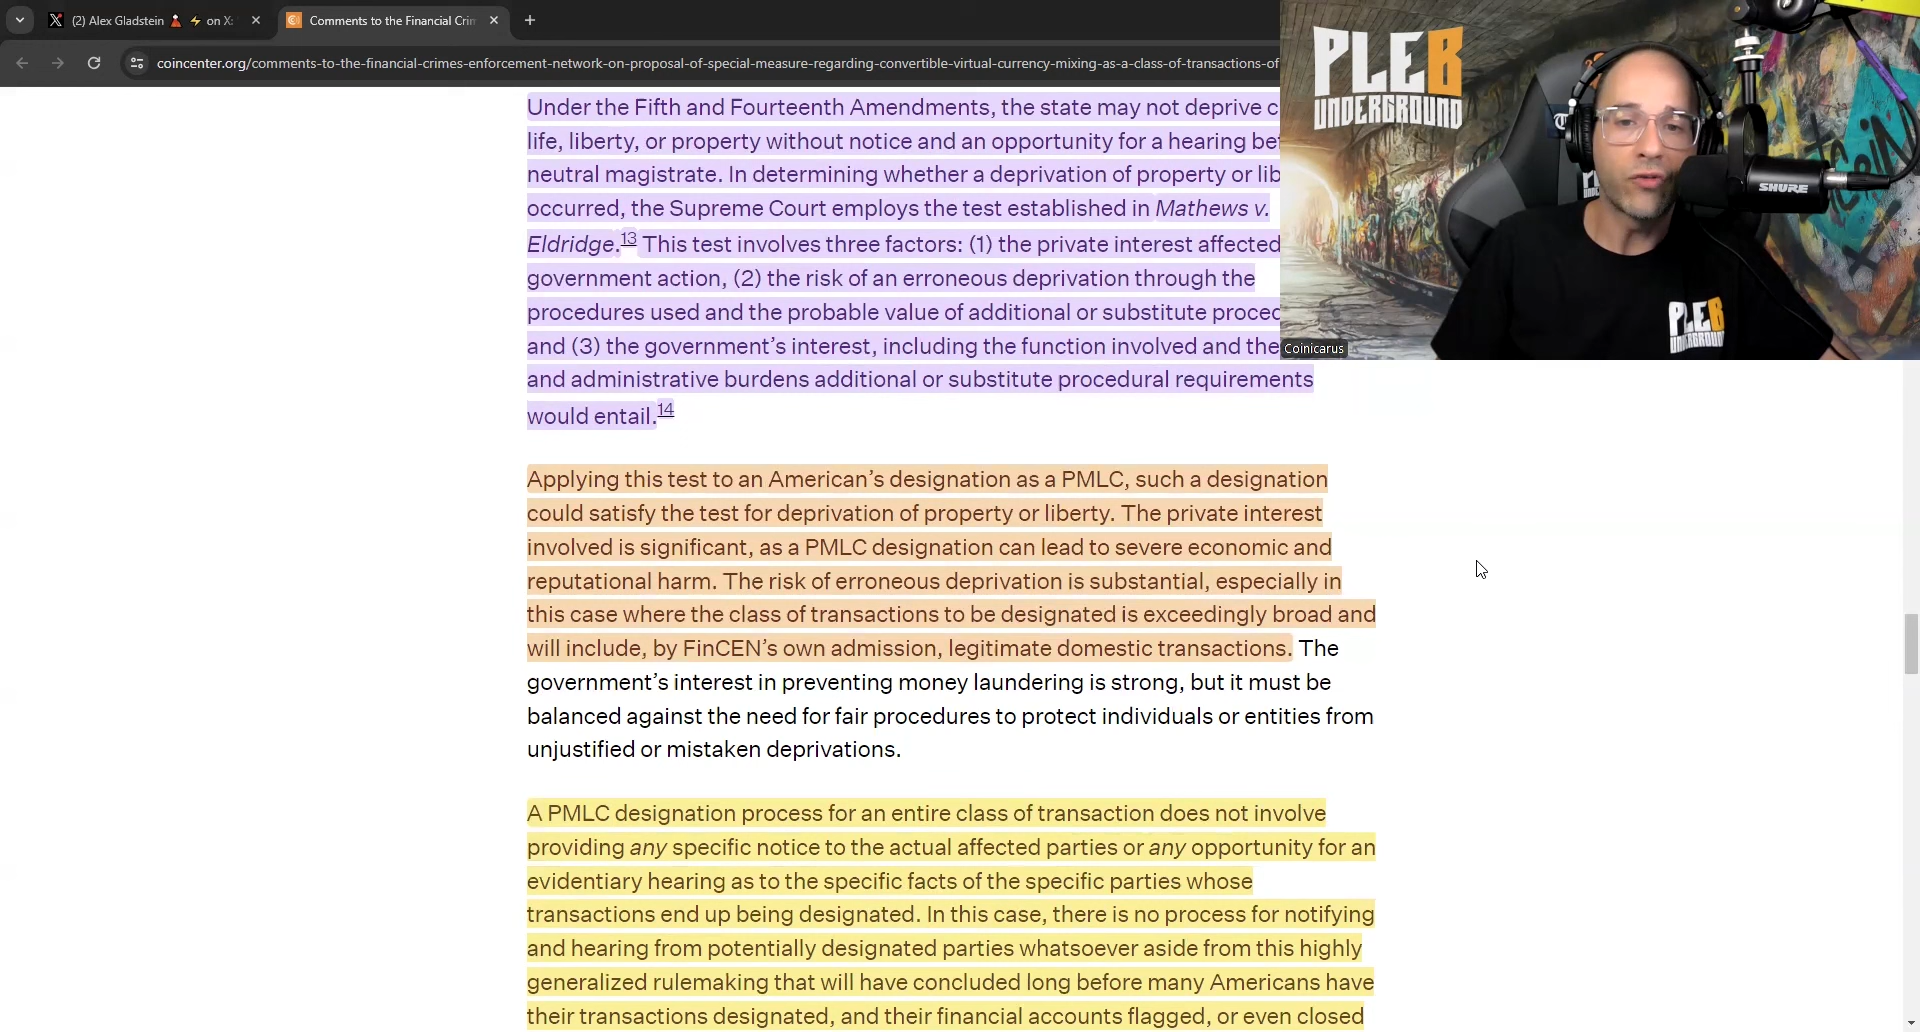 (2) Alex Gladstein on X:
Comments to the Financial Crim
coincenter.org/comments-to-the-financial-crimes-enforcement-network-on-proposal-of-special-measure-regarding-convertible-virtual-currency-mixing-as-a-class-of-transactions-of
PLEB
UNDERGROUND
SHURE
PLEB
UNDERGROUND
Coinicarus
Under the Fifth and Fourteenth Amendments, the state may not deprive c
life, liberty, or property without notice and an opportunity for a hearing be
neutral magistrate. In determining whether a deprivation of property or lib
occurred, the Supreme Court employs the test established in Mathews v.
Eldridge.13 This test involves three factors: (1) the private interest affected
government action, (2) the risk of an erroneous deprivation through the
procedures used and the probable value of additional or substitute proced
and (3) the government’s interest, including the function involved and the
and administrative burdens additional or substitute procedural requirements
would entail.14
Applying this test to an American’s designation as a PMLC, such a designation
could satisfy the test for deprivation of property or liberty. The private interest
involved is significant, as a PMLC designation can lead to severe economic and
reputational harm. The risk of erroneous deprivation is substantial, especially in
this case where the class of transactions to be designated is exceedingly broad and
will include, by FinCEN’s own admission, legitimate domestic transactions. The
government’s interest in preventing money laundering is strong, but it must be
balanced against the need for fair procedures to protect individuals or entities from
unjustified or mistaken deprivations.
A PMLC designation process for an entire class of transaction does not involve
providing any specific notice to the actual affected parties or any opportunity for an
evidentiary hearing as to the specific facts of the specific parties whose
transactions end up being designated. In this case, there is no process for notifying
and hearing from potentially designated parties whatsoever aside from this highly
generalized rulemaking that will have concluded long before many Americans have
their transactions designated, and their financial accounts flagged, or even closed